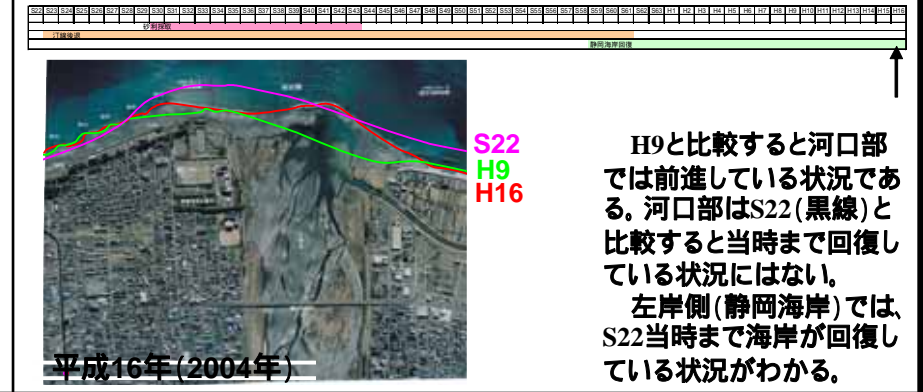 S22 S23 S24 S25 S26 S27 S28 S29 S30 S31 S32 S33 S34 S35 S36 S37 S38 S39 S40 S41 S42 S43 S44 S45 S46 S47 S48 S49 S50 S51 S52 S53 S54 S55 S56 S57 S58 S59 S60 S61 S62 S63 H1 H2 H3 H4 H5 H6 H7 H8 H9 H10 H11 H12 H13 H14 H15 H16
砂利採取
汀線後退
静岡海岸回復
S22
H9
H16
平成16年(2004年)
H9と比較すると河口部
では前進している状況であ
る。河口部はS22(黒線)と
比較すると当時まで回復し
ている状況にはない。
左岸側(静岡海岸)では、
S22当時まで海岸が回復し
ている状況がわかる。